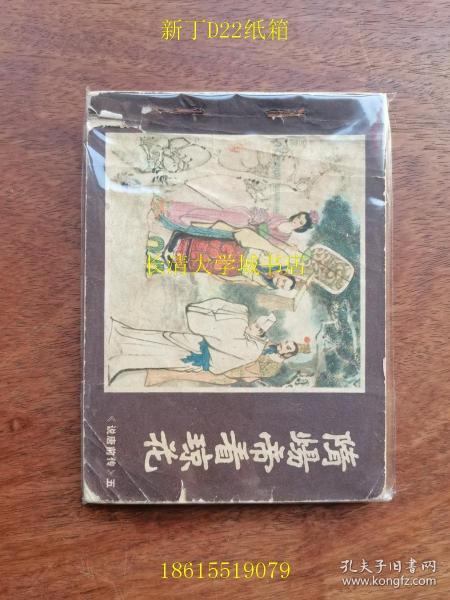 新丁D22纸箱
长清大学城书店
隋炀帝看琼花
《说唐前传》五
18615519079
孔夫子旧书网
www.kongfz.com